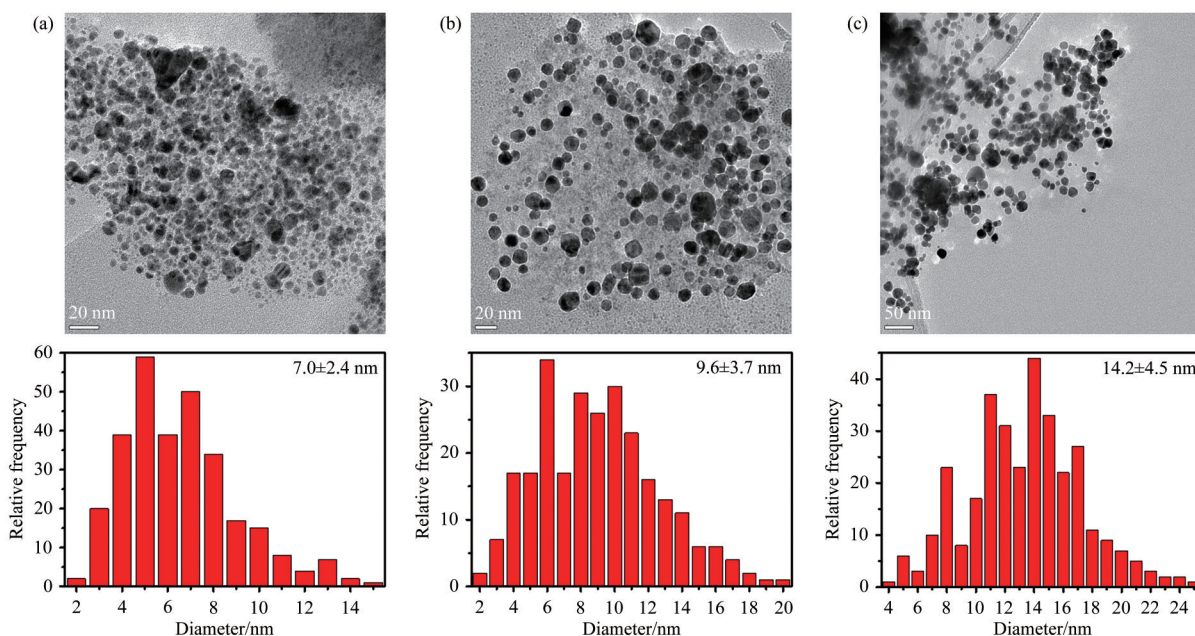 (a)
(b)
(c)
20 nm
20 nm
50 nm
7.0±2.4 nm
9.6±3.7 nm
14.2±4.5 nm
Relative frequency
60
50
40
30
20
10
0
2 4 6 8 10 12 14
Diameter/nm
Relative frequency
30
20
10
0
2 4 6 8 10 12 14 16 18 20
Diameter/nm
Relative frequency
40
30
20
10
0
4 6 8 10 12 14 16 18 20 22 24
Diameter/nm